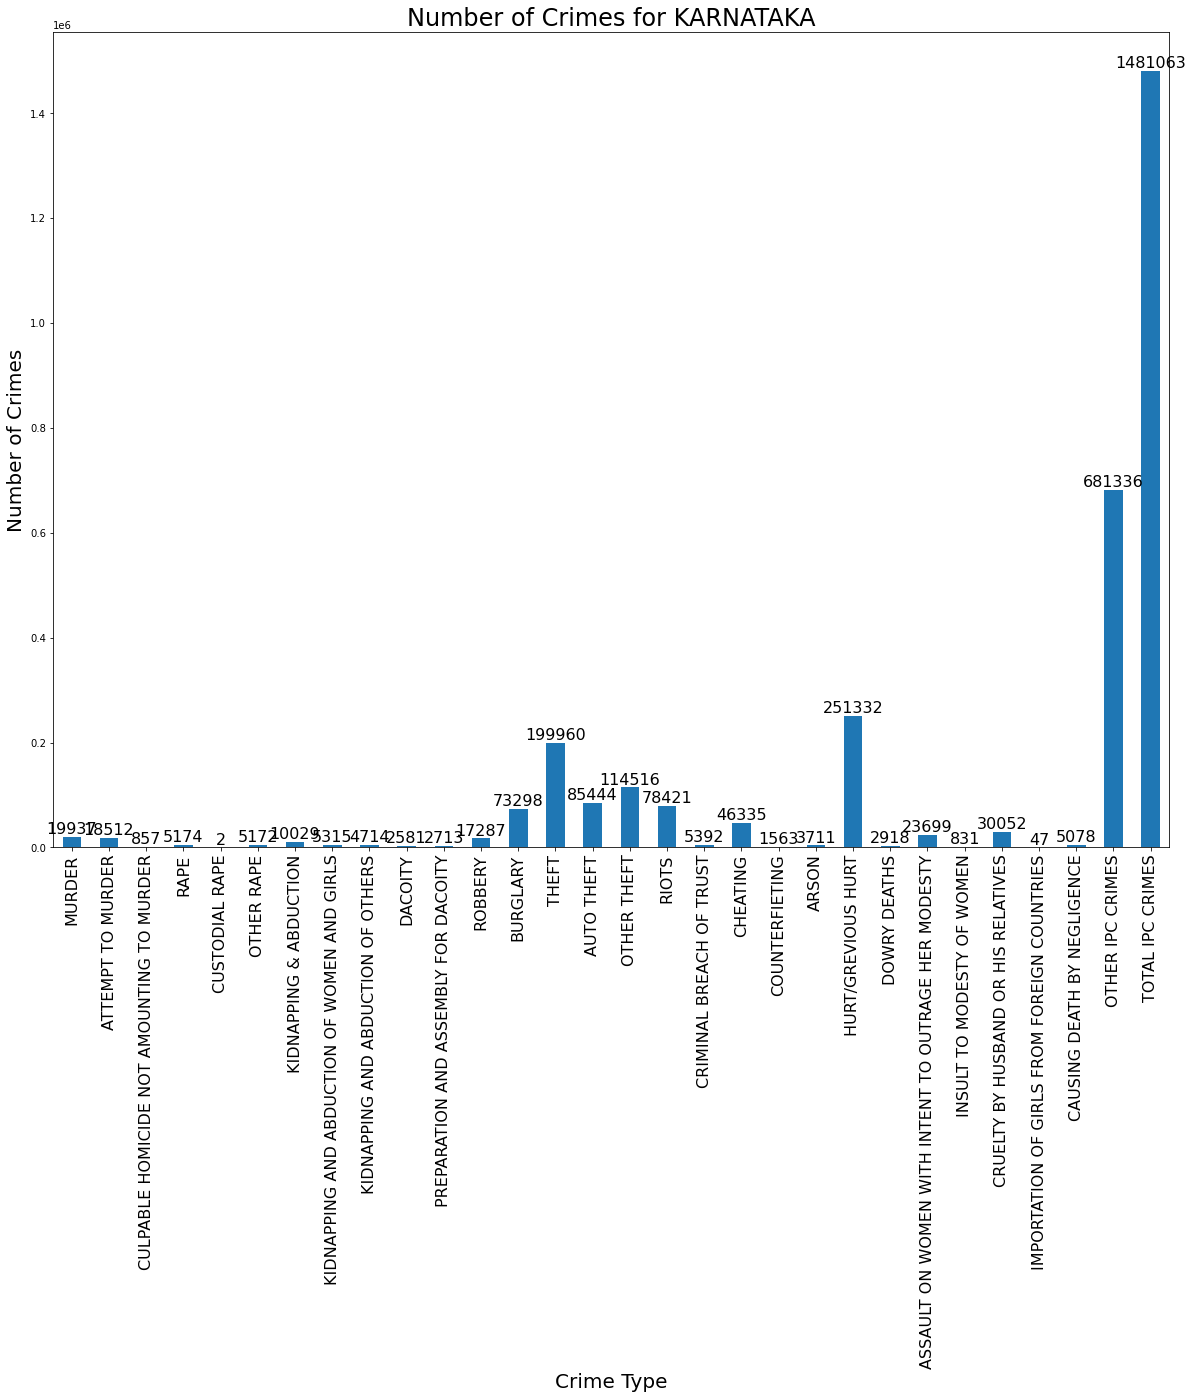 Number of Crimes for KARNATAKA
1e6
Number of Crimes
1.4
1.2
1.0
0.8
0.6
0.4
0.2
0.0
19937
18512
857
5174
2
5172
10029
5315
4714
2581
2713
17287
73298
199960
85444
114516
78421
5392
46335
1563
3711
251332
2918
23699
831
30052
47
5078
681336
1481063
MURDER
ATTEMPT TO MURDER
CULPABLE HOMICIDE NOT AMOUNTING TO MURDER
RAPE
CUSTODIAL RAPE
OTHER RAPE
KIDNAPPING & ABDUCTION
KIDNAPPING AND ABDUCTION OF WOMEN AND GIRLS
KIDNAPPING AND ABDUCTION OF OTHERS
DACOITY
PREPARATION AND ASSEMBLY FOR DACOITY
ROBBERY
BURGLARY
THEFT
AUTO THEFT
OTHER THEFT
RIOTS
CRIMINAL BREACH OF TRUST
CHEATING
COUNTERFIETING
ARSON
HURT/GREVIOUS HURT
DOWRY DEATHS
ASSAULT ON WOMEN WITH INTENT TO OUTRAGE HER MODESTY
INSULT TO MODESTY OF WOMEN
CRUELTY BY HUSBAND OR HIS RELATIVES
IMPORTATION OF GIRLS FROM FOREIGN COUNTRIES
CAUSING DEATH BY NEGLIGENCE
OTHER IPC CRIMES
TOTAL IPC CRIMES
Crime Type